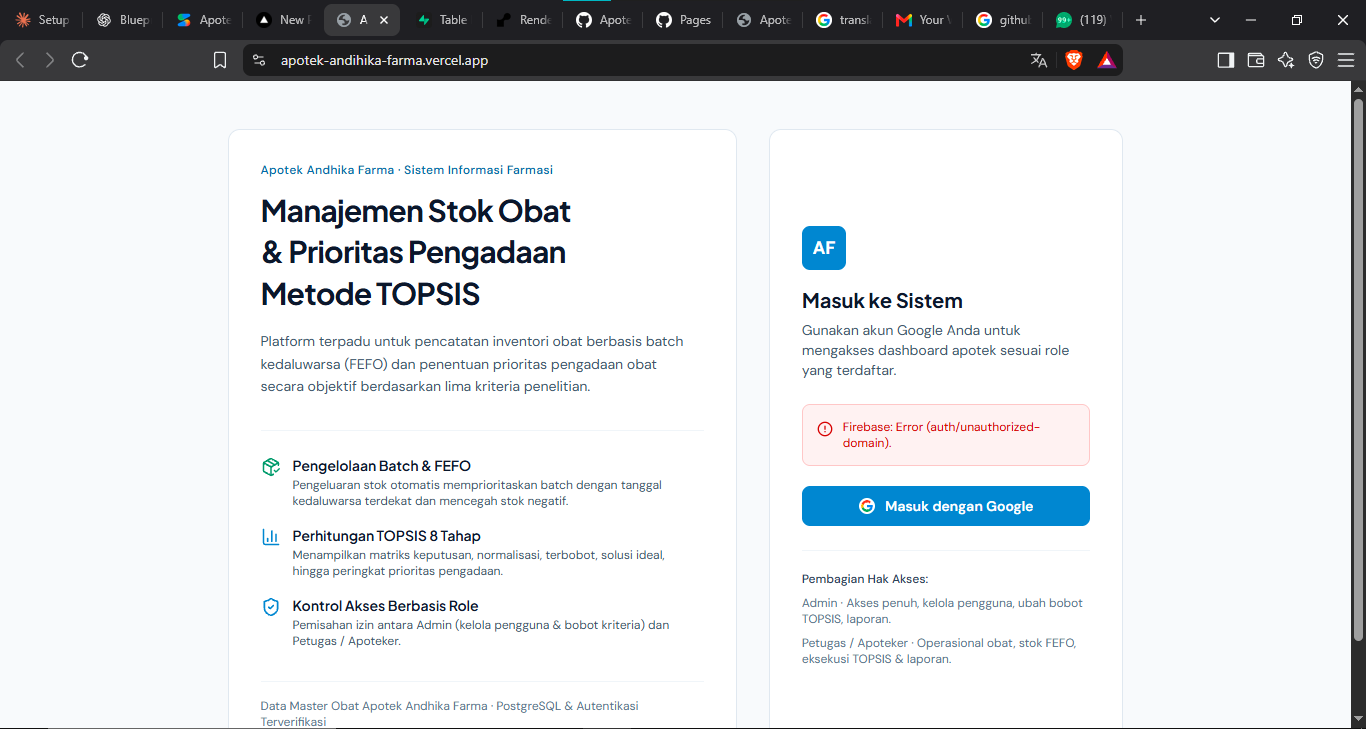 Setup
Bluep
Apote
New
A
Table
Rende
Apote
Pages
Apote
transl
Your
githu
99+
(119)
apotek-andihika-farma.vercel.app
Apotek Andhika Farma · Sistem Informasi Farmasi
Manajemen Stok Obat
& Prioritas Pengadaan
Metode TOPSIS
Platform terpadu untuk pencatatan inventori obat berbasis batch
kedaluwarsa (FEFO) dan penentuan prioritas pengadaan obat
secara objektif berdasarkan lima kriteria penelitian.
Pengelolaan Batch & FEFO
Pengeluaran stok otomatis memprioritaskan batch dengan tanggal
kedaluwarsa terdekat dan mencegah stok negatif.
Perhitungan TOPSIS 8 Tahap
Menampilkan matriks keputusan, normalisasi, terbobot, solusi ideal,
hingga peringkat prioritas pengadaan.
Kontrol Akses Berbasis Role
Pemisahan izin antara Admin (kelola pengguna & bobot kriteria) dan
Petugas / Apoteker.
Data Master Obat Apotek Andhika Farma · PostgreSQL & Autentikasi
Terverifikasi
AF
Masuk ke Sistem
Gunakan akun Google Anda untuk
mengakses dashboard apotek sesuai role
yang terdaftar.
Firebase: Error (auth/unauthorized-
domain).
Masuk dengan Google
Pembagian Hak Akses:
Admin · Akses penuh, kelola pengguna, ubah bobot
TOPSIS, laporan.
Petugas / Apoteker · Operasional obat, stok FEFO,
eksekusi TOPSIS & laporan.